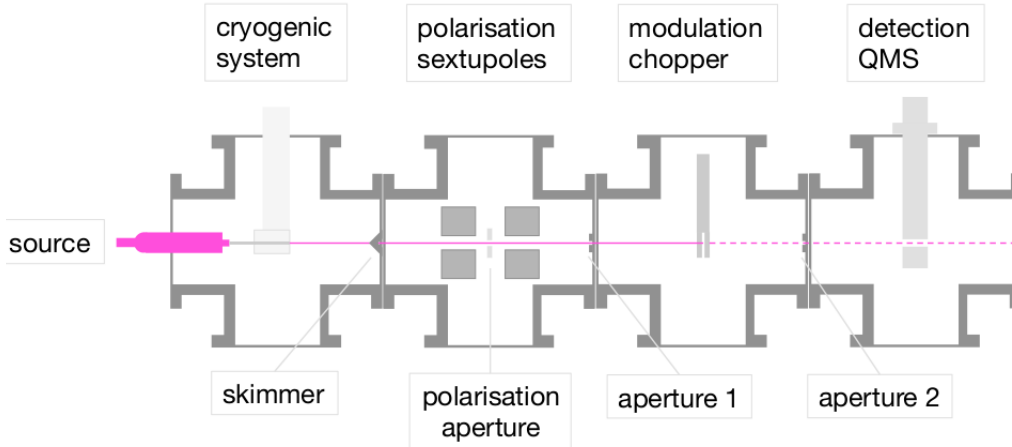 cryogenic
system
polarisation
sextupoles
modulation
chopper
detection
QMS
source
skimmer
polarisation
aperture
aperture 1
aperture 2